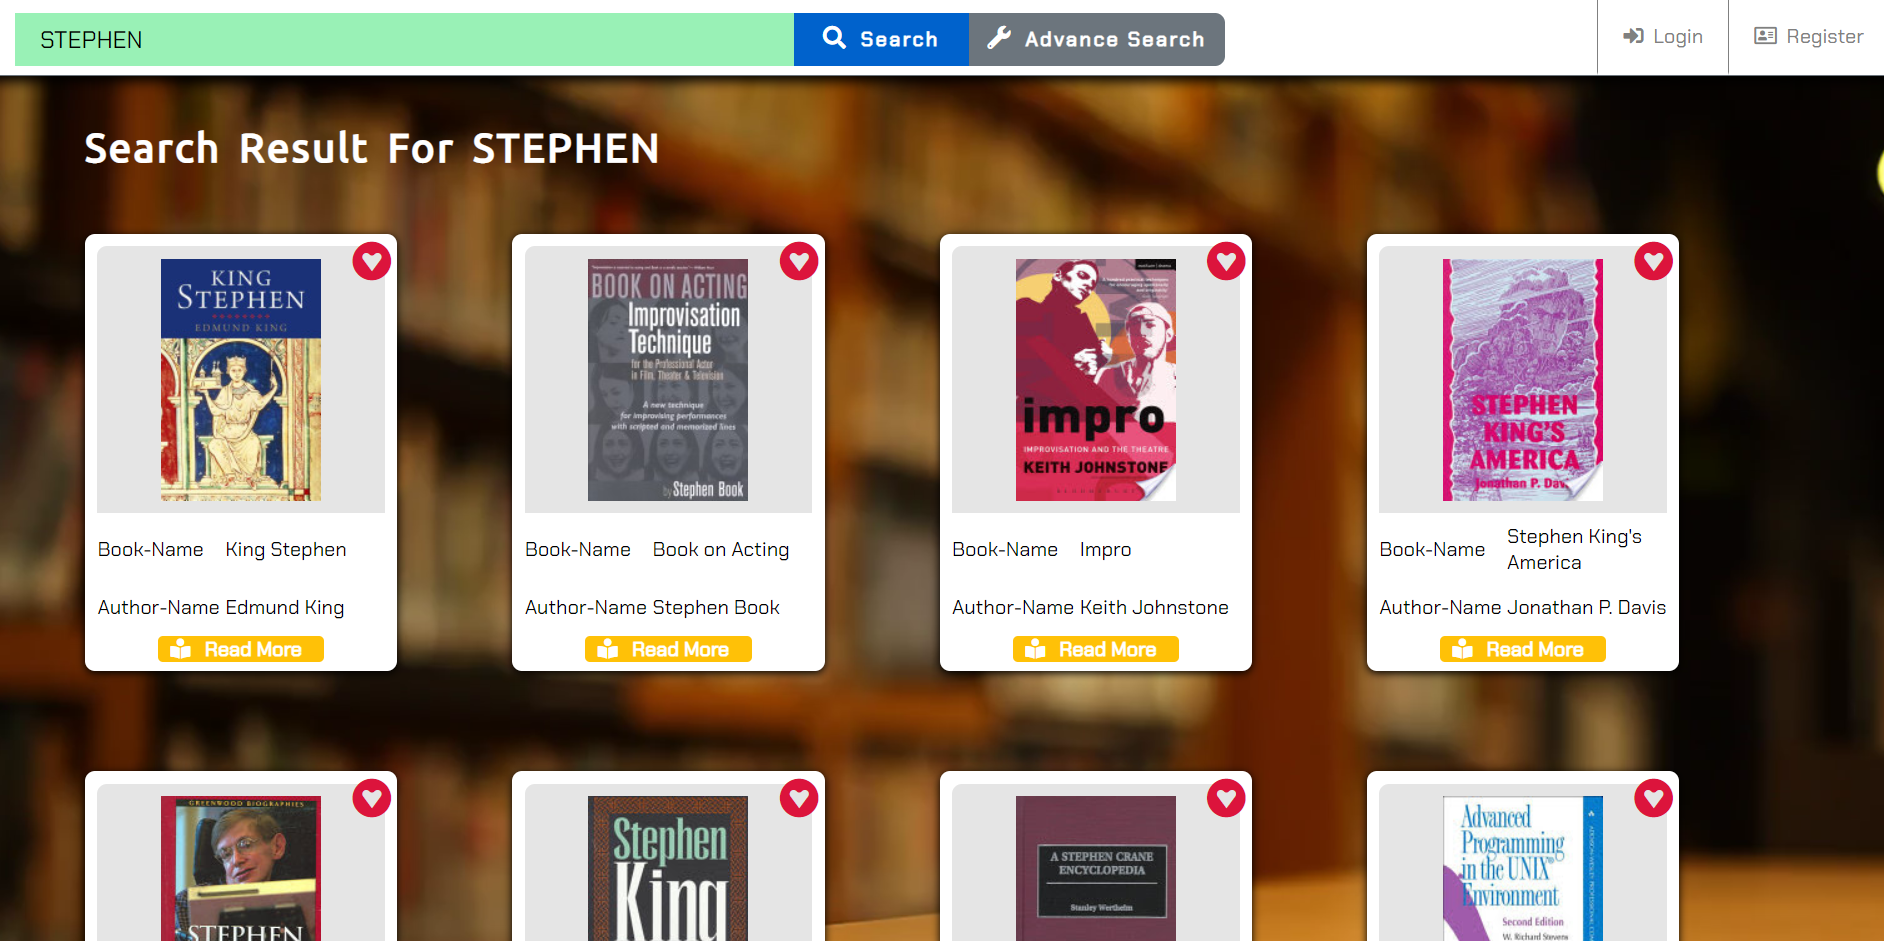 STEPHEN
Search
Advance Search
Login
Register
Search Result For STEPHEN
KING
STEPHEN
EDMUND KING
Book-Name King Stephen
Author-Name Edmund King
Read More
BOOK ON ACTING
Improvisation
Technique
for the Professional Actor
in Film, Theater & Television
A new technique
for improvising performances
with scripted and memorized lines
by Stephen Book
Book-Name Book on Acting
Author-Name Stephen Book
Read More
impro
IMPROVISATION AND THE THEATRE
KEITH JOHNSTONE
BLOOMSBURY
Book-Name Impro
Author-Name Keith Johnstone
Read More
STEPHEN
KING'S
AMERICA
Jonathan P. Dav
Book-Name Stephen King's
America
Author-Name Jonathan P. Davis
Read More
GREENWOOD BIOGRAPHIES
STEPHEN
Stephen
King
A STEPHEN CRANE
ENCYCLOPEDIA
Stanley Wertheim
Advanced
Programming
in the UNIX®
Environment
Second Edition
W. Richard Stevens